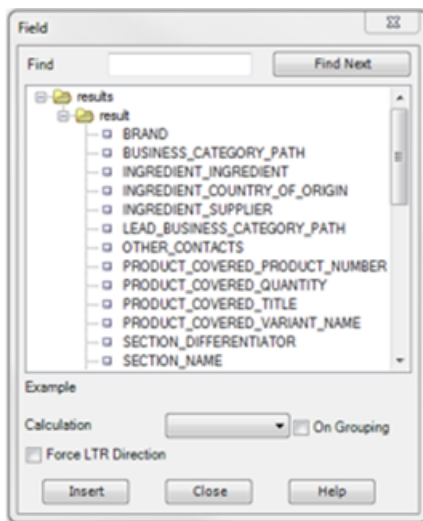 Field
Find
Find Next
results
result
BRAND
BUSINESS_CATEGORY_PATH
INGREDIENT_INGREDIENT
INGREDIENT_COUNTRY_OF_ORIGIN
INGREDIENT_SUPPLIER
LEAD_BUSINESS_CATEGORY_PATH
OTHER_CONTACTS
PRODUCT_COVERED_PRODUCT_NUMBER
PRODUCT_COVERED_QUANTITY
PRODUCT_COVERED_TITLE
PRODUCT_COVERED_VARIANT_NAME
SECTION_DIFFERENTIATOR
SECTION_NAME
Example
Calculation On Grouping
Force LTR Direction
Insert Close Help